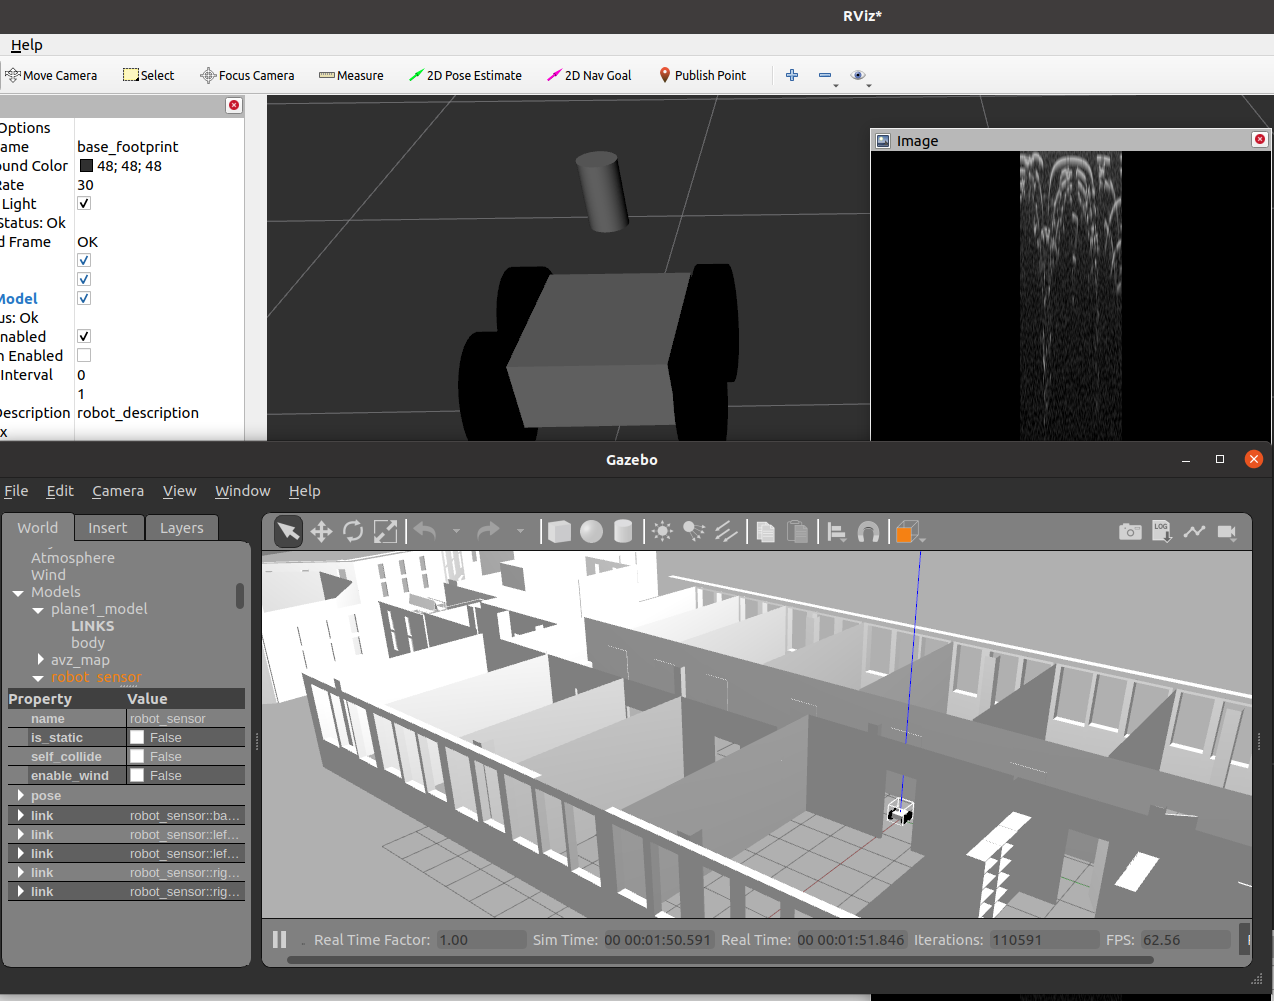 RViz*
Help
Move Camera Select Focus Camera Measure 2D Pose Estimate 2D Nav Goal Publish Point
Options
ame base_footprint
ound Color 48; 48; 48
Rate 30
Light
Status: Ok
d Frame OK
Model
us: Ok
nabled
n Enabled
Interval 0
1
Description robot_description
x
Image
Gazebo
File Edit Camera View Window Help
World Insert Layers
LOG
Atmosphere
Wind
Models
plane1_model
LINKS
body
avz_map
robot_sensor
Property Value
name robot_sensor
is_static False
self_collide False
enable_wind False
pose
link robot_sensor::ba...
link robot_sensor::lef...
link robot_sensor::lef...
link robot_sensor::rig...
link robot_sensor::rig...
Real Time Factor: 1.00 Sim Time: 00 00:01:50.591 Real Time: 00 00:01:51.846 Iterations: 110591 FPS: 62.56